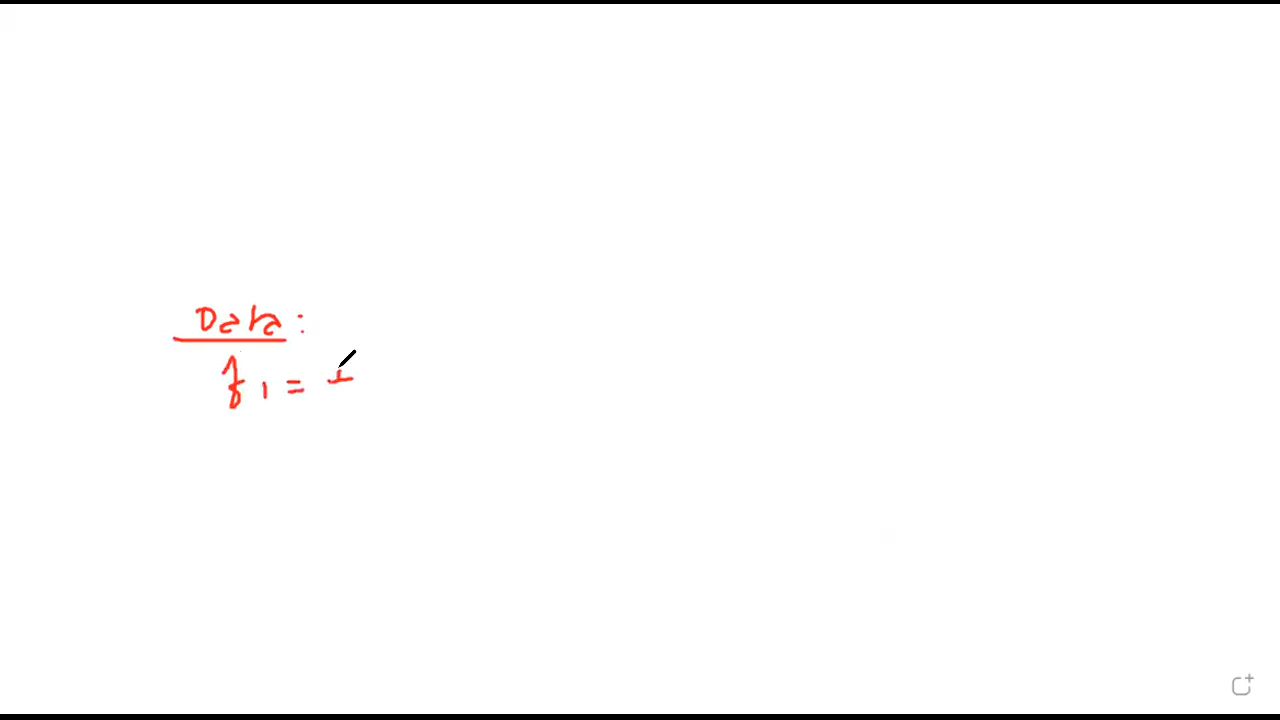 Data:
f1 =